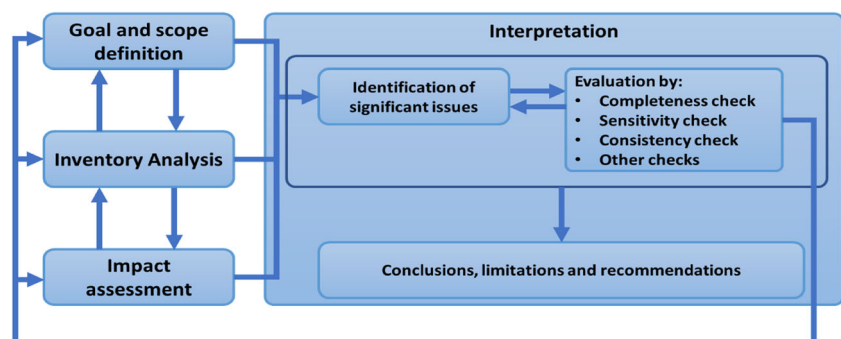 Goal and scope
definition
Inventory Analysis
Impact
assessment
Interpretation
Identification of
significant issues
Evaluation by:
• Completeness check
• Sensitivity check
• Consistency check
• Other checks
Conclusions, limitations and recommendations